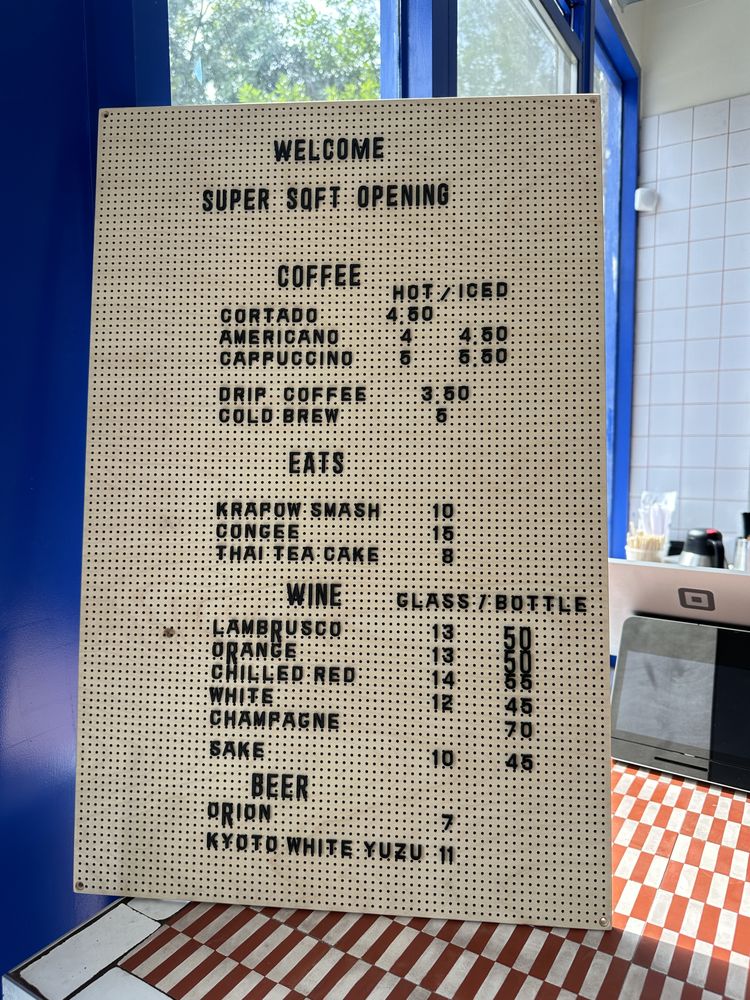 WELCOME
SUPER SOFT OPENING
COFFEE
HOT / ICED
CORTADO 4.50
AMERICANO 4 4.50
CAPPUCCINO 5 5.50
DRIP COFFEE 3.50
COLD BREW 5
EATS
KRAPOW SMASH 10
CONGEE 15
THAI TEA CAKE 8
WINE GLASS / BOTTLE
LAMBRUSCO 13 50
ORANGE 13 50
CHILLED RED 14
WHITE 12 45
CHAMPAGNE 70
SAKE 10 45
BEER
ORION 7
KYOTO WHITE YUZU 11